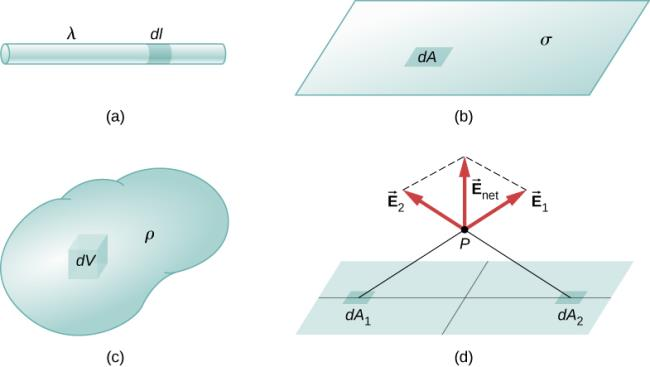 λ
dl
(a)
dA
σ
(b)
dV
ρ
(c)
E⃗₂
E⃗net
E⃗₁
P
dA₁
dA₂
(d)